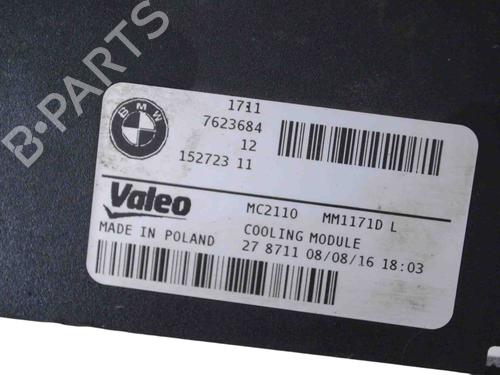 B-PARTS
BMW
1711
7623684
12
152723 11
Valeo
MC2110 MM1171D L
MADE IN POLAND
COOLING MODULE
27 8711 08/08/16 18:03